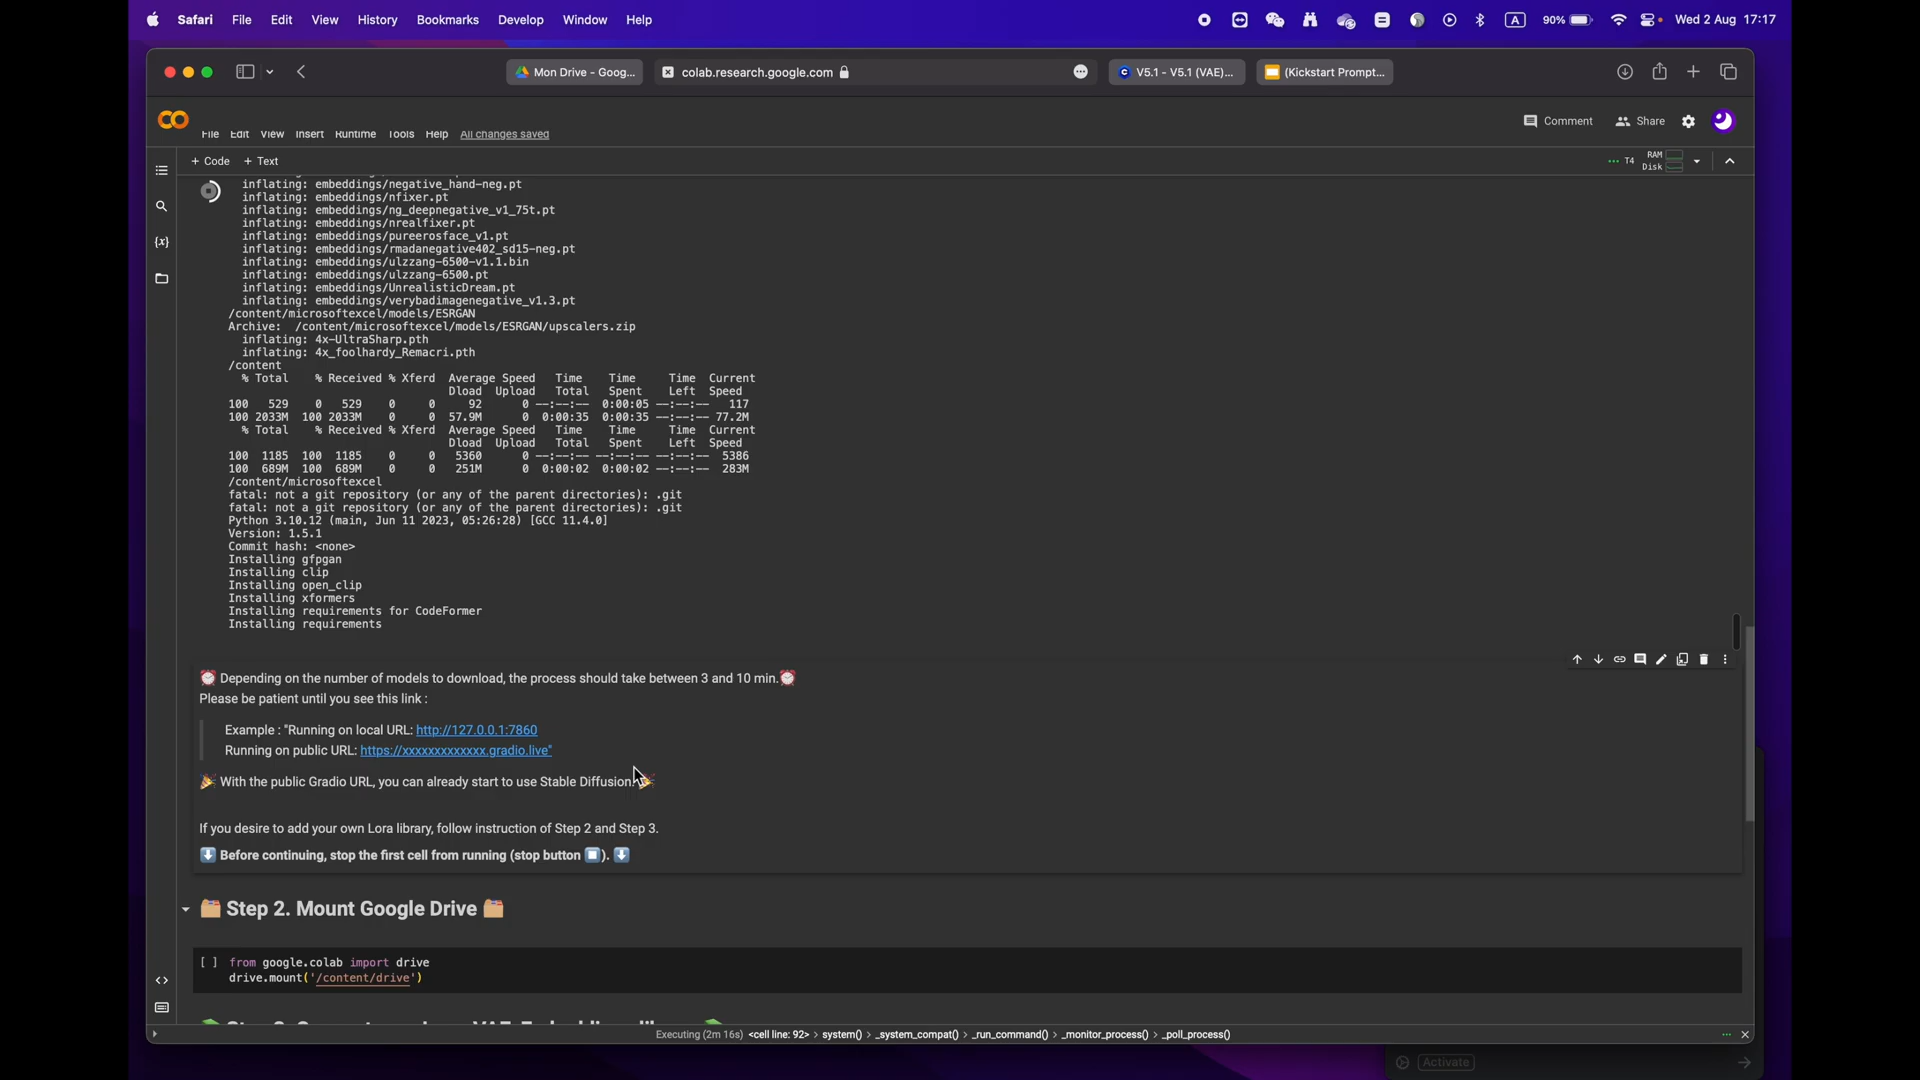 Safari File Edit View History Bookmarks Develop Window Help
A 90% Wed 2 Aug 17:17
Mon Drive - Goog... colab.research.google.com V5.1 - V5.1 (VAE)... (Kickstart Prompt...
File Edit View Insert Runtime Tools Help All changes saved
Comment Share
+ Code + Text
T4 RAM
Disk
inflating: embeddings/negative_hand-neg.pt
inflating: embeddings/nfixer.pt
inflating: embeddings/ng_deepnegative_v1_75t.pt
inflating: embeddings/nrealfixer.pt
inflating: embeddings/pureerosface_v1.pt
inflating: embeddings/rmadanegative402_sd15-neg.pt
inflating: embeddings/ulzzang-6500-v1.1.bin
inflating: embeddings/ulzzang-6500.pt
inflating: embeddings/UnrealisticDream.pt
inflating: embeddings/verybadimagenegative_v1.3.pt
/content/microsoftexcel/models/ESRGAN
Archive: /content/microsoftexcel/models/ESRGAN/upscalers.zip
inflating: 4x-UltraSharp.pth
inflating: 4x_foolhardy_Remacri.pth
/content
% Total % Received % Xferd Average Speed Time Time Time Current
Dload Upload Total Spent Left Speed
100 529 0 529 0 0 92 0 --:--:-- 0:00:05 --:--:-- 117
100 2033M 100 2033M 0 0 57.9M 0 0:00:35 0:00:35 --:--:-- 77.2M
% Total % Received % Xferd Average Speed Time Time Time Current
Dload Upload Total Spent Left Speed
100 1185 100 1185 0 0 5360 0 --:--:-- --:--:-- --:--:-- 5386
100 689M 100 689M 0 0 251M 0 0:00:02 0:00:02 --:--:-- 283M
/content/microsoftexcel
fatal: not a git repository (or any of the parent directories): .git
fatal: not a git repository (or any of the parent directories): .git
Python 3.10.12 (main, Jun 11 2023, 05:26:28) [GCC 11.4.0]
Version: 1.5.1
Commit hash: <none>
Installing gfpgan
Installing clip
Installing open_clip
Installing xformers
Installing requirements for CodeFormer
Installing requirements
⏰ Depending on the number of models to download, the process should take between 3 and 10 min.⏰
Please be patient until you see this link :
Example : "Running on local URL: http://127.0.0.1:7860
Running on public URL: https://xxxxxxxxxxxxx.gradio.live"
🎉 With the public Gradio URL, you can already start to use Stable Diffusion! 🎉
If you desire to add your own Lora library, follow instruction of Step 2 and Step 3.
⬇️ Before continuing, stop the first cell from running (stop button ⏹️). ⬇️
🗂️ Step 2. Mount Google Drive 🗂️
[ ] from google.colab import drive
drive.mount('/content/drive')
Executing (2m 16s) <cell line: 92> > system() > _system_compat() > _run_command() > _monitor_process() > _poll_process()
Activate